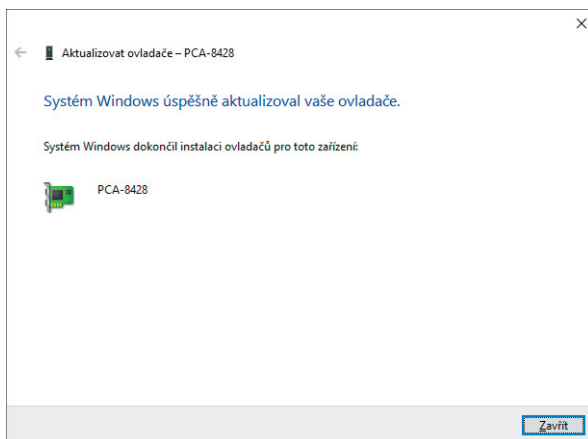 Aktualizovat ovladače – PCA-8428
Systém Windows úspěšně aktualizoval vaše ovladače.
Systém Windows dokončil instalaci ovladačů pro toto zařízení:
PCA-8428
Zavřít